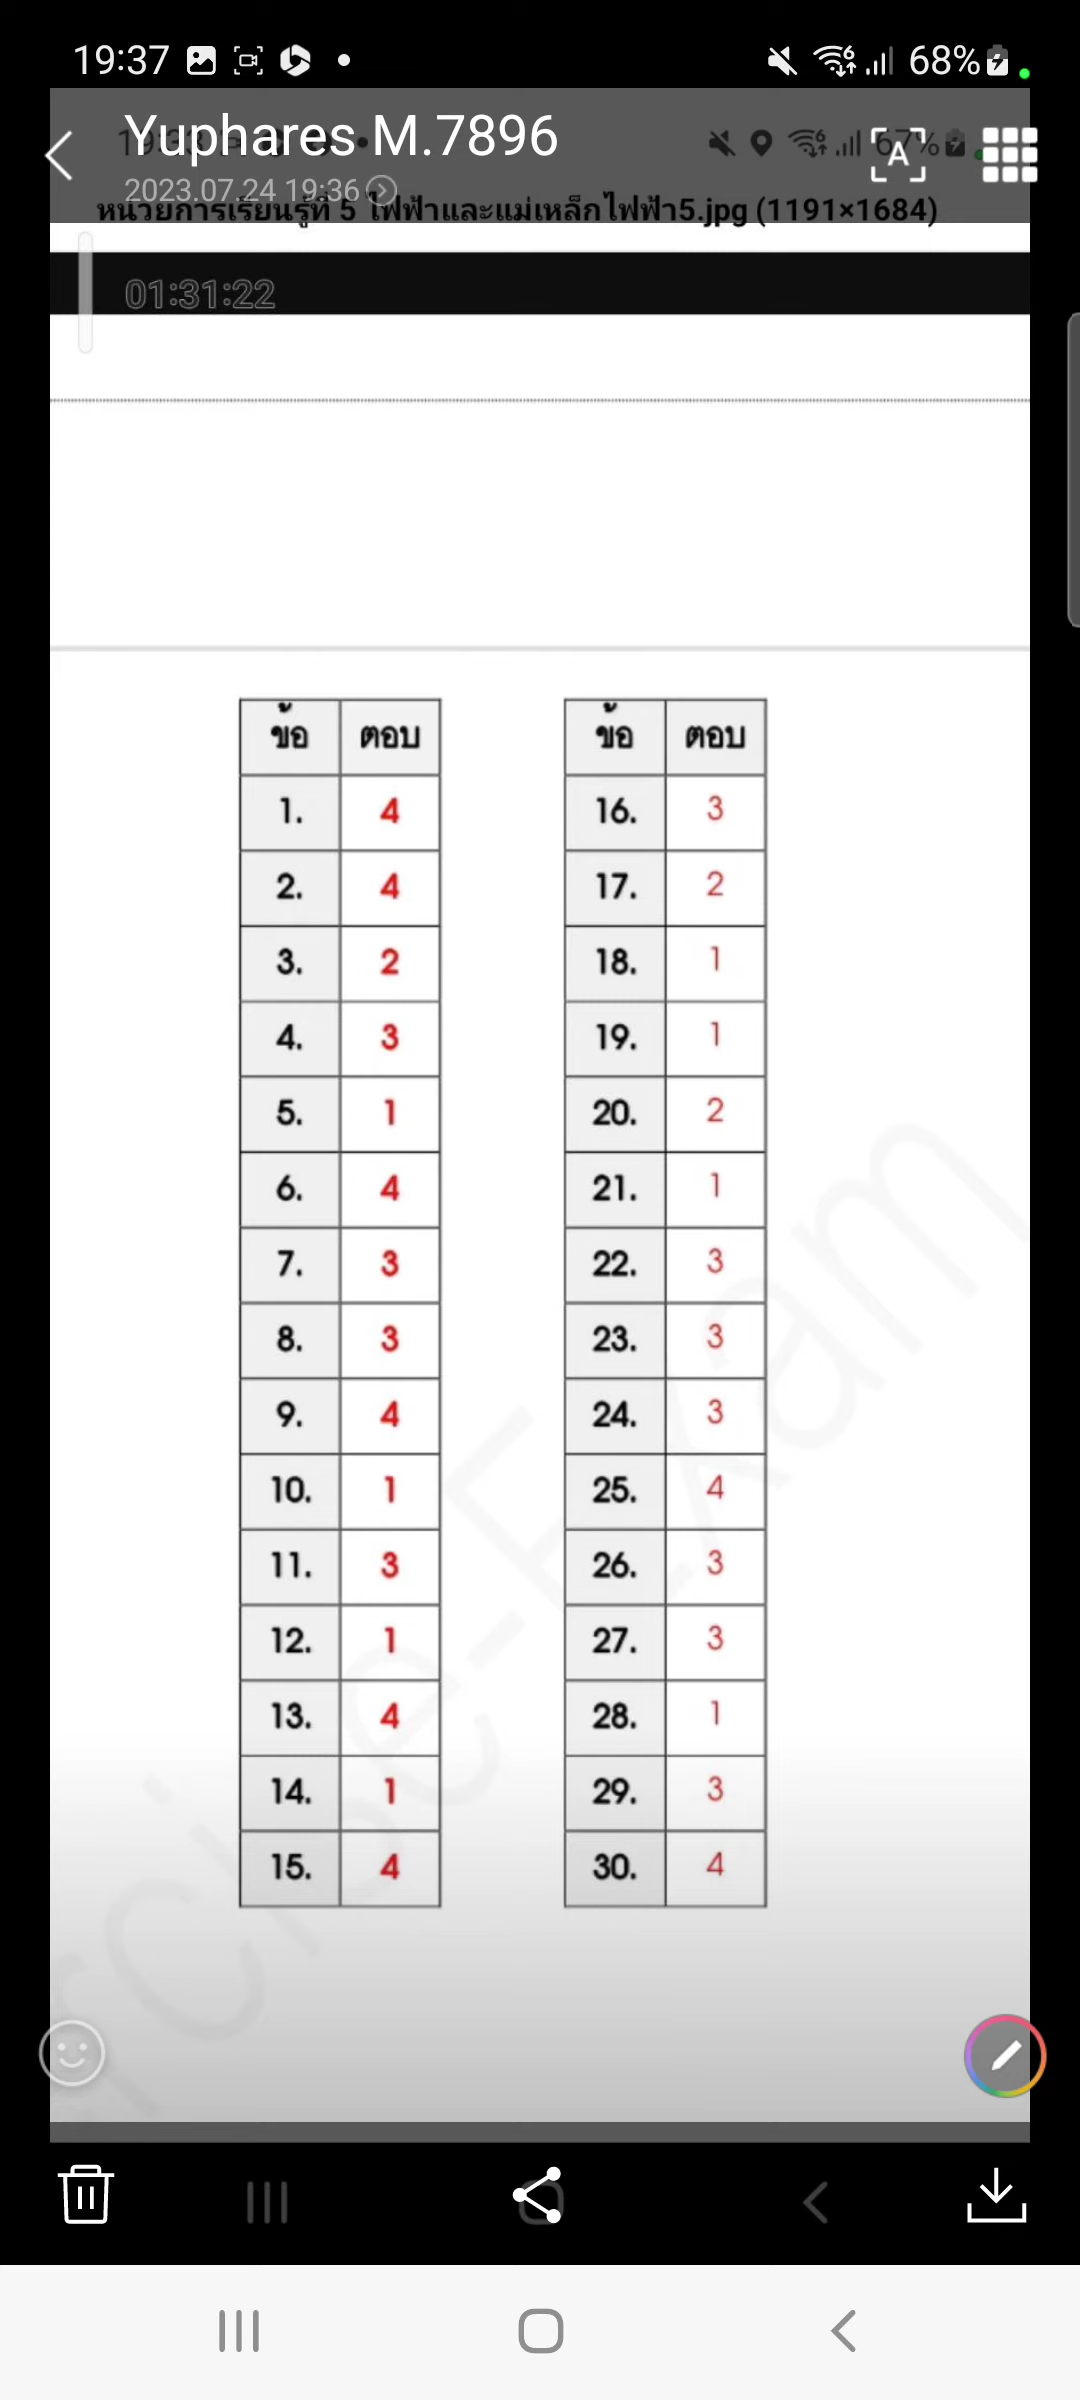 19:37
68%
Yuphares M.7896
67%
2023.07.24 19:36
หน่วยการเรียนรู้ที่ 5 ไฟฟ้าและแม่เหล็กไฟฟ้า5.jpg (1191×1684)
01:31:22
ข้อ ตอบ ข้อ ตอบ
1. 4 16. 3
2. 4 17. 2
3. 2 18. 1
4. 3 19. 1
5. 1 20. 2
6. 4 21. 1
7. 3 22. 3
8. 3 23. 3
9. 4 24. 3
10. 1 25. 4
11. 3 26. 3
12. 1 27. 3
13. 4 28. 1
14. 1 29. 3
15. 4 30. 4